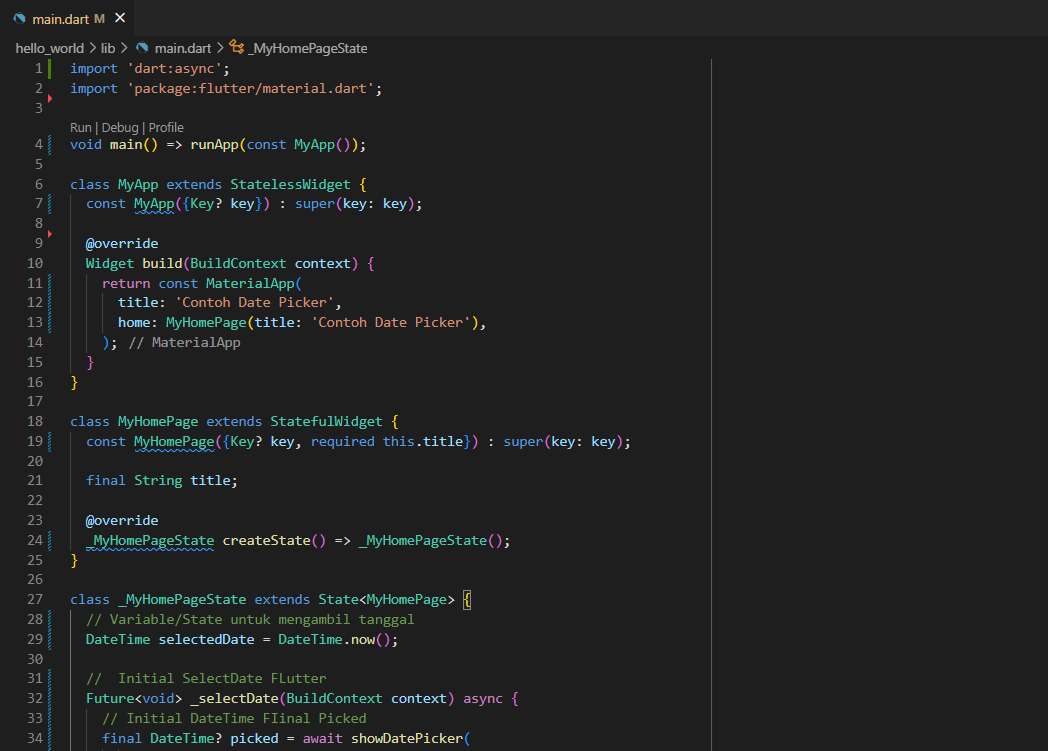 main.dart M ×
hello_world > lib > main.dart > _MyHomePageState
1 import 'dart:async';
2 import 'package:flutter/material.dart';
3
Run | Debug | Profile
4 void main() => runApp(const MyApp());
5
6 class MyApp extends StatelessWidget {
7   const MyApp({Key? key}) : super(key: key);
8
9   @override
10   Widget build(BuildContext context) {
11     return const MaterialApp(
12       title: 'Contoh Date Picker',
13       home: MyHomePage(title: 'Contoh Date Picker'),
14     ); // MaterialApp
15   }
16 }
17
18 class MyHomePage extends StatefulWidget {
19   const MyHomePage({Key? key, required this.title}) : super(key: key);
20
21   final String title;
22
23   @override
24   _MyHomePageState createState() => _MyHomePageState();
25 }
26
27 class _MyHomePageState extends State<MyHomePage> {
28   // Variable/State untuk mengambil tanggal
29   DateTime selectedDate = DateTime.now();
30
31   //  Initial SelectDate FLutter
32   Future<void> _selectDate(BuildContext context) async {
33     // Initial DateTime FIinal Picked
34     final DateTime? picked = await showDatePicker(